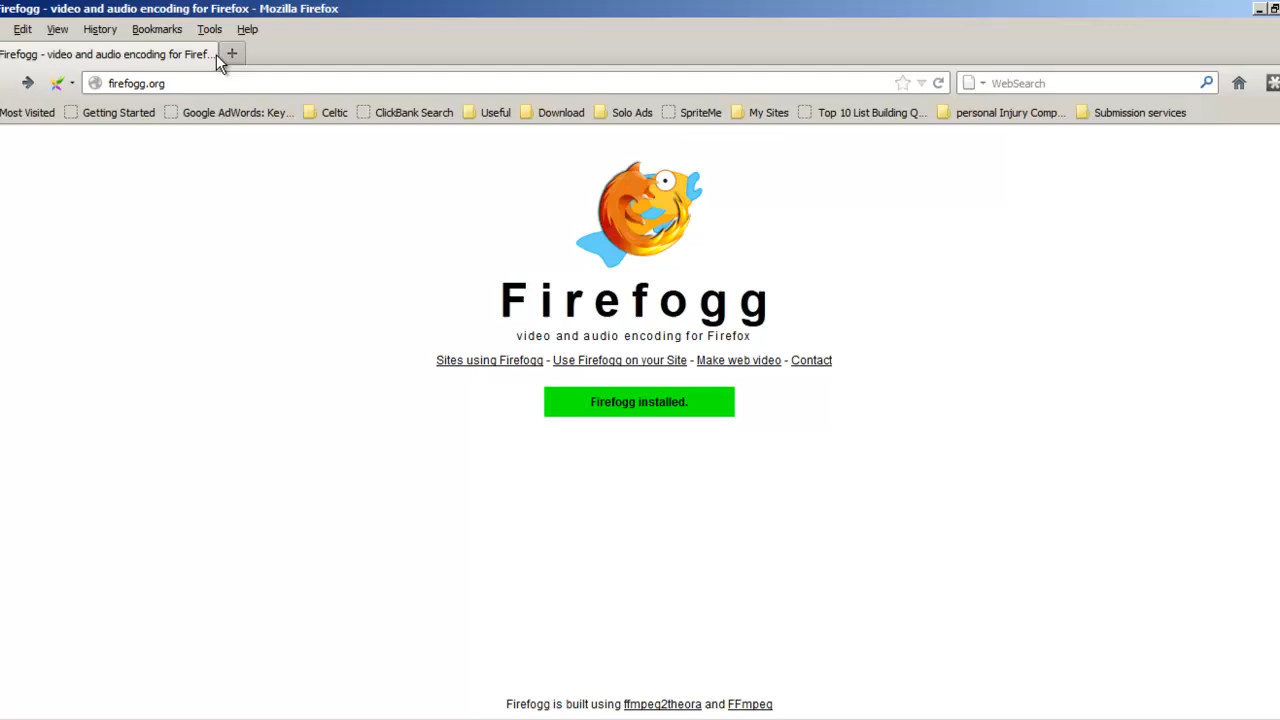 Firefogg - video and audio encoding for Firefox - Mozilla Firefox
Edit View History Bookmarks Tools Help
Firefogg - video and audio encoding for Firef... +
firefogg.org WebSearch
Most Visited Getting Started Google AdWords: Key... Celtic ClickBank Search Useful Download Solo Ads SpriteMe My Sites Top 10 List Building Q... personal Injury Comp... Submission services
Firefogg
video and audio encoding for Firefox
Sites using Firefogg - Use Firefogg on your Site - Make web video - Contact
Firefogg installed.
Firefogg is built using ffmpeg2theora and FFmpeg